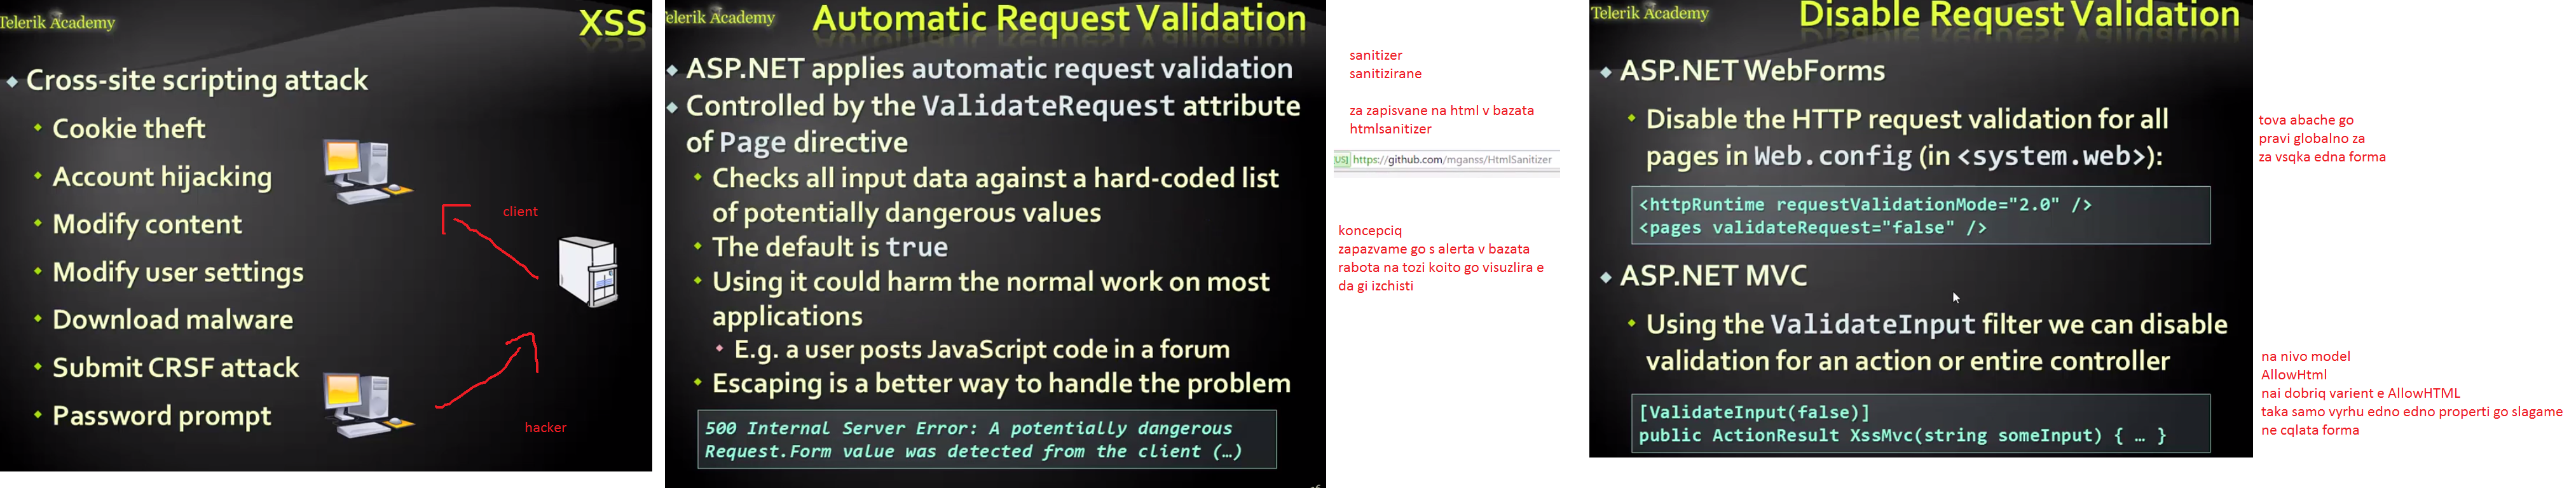 Telerik Academy
XSS
Cross-site scripting attack
Cookie theft
Account hijacking
Modify content
Modify user settings
Download malware
Submit CRSF attack
Password prompt
client
hacker
Telerik Academy
Automatic Request Validation
ASP.NET applies automatic request validation
Controlled by the ValidateRequest attribute
of Page directive
Checks all input data against a hard-coded list
of potentially dangerous values
The default is true
Using it could harm the normal work on most
applications
E.g. a user posts JavaScript code in a forum
Escaping is a better way to handle the problem
500 Internal Server Error: A potentially dangerous
Request.Form value was detected from the client (…)
sanitizer
sanitizirane
za zapisvane na html v bazata
htmlsanitizer
[US] https://github.com/mganss/HtmlSanitizer
koncepciq
zapazvame go s alerta v bazata
rabota na tozi koito go visuzlira e
da gi izchisti
Telerik Academy
Disable Request Validation
ASP.NET WebForms
Disable the HTTP request validation for all
pages in Web.config (in <system.web>):
<httpRuntime requestValidationMode="2.0" />
<pages validateRequest="false" />
ASP.NET MVC
Using the ValidateInput filter we can disable
validation for an action or entire controller
[ValidateInput(false)]
public ActionResult XssMvc(string someInput) { … }
tova abache go
pravi globalno za
za vsqka edna forma
na nivo model
AllowHtml
nai dobriq varient e AllowHTML
taka samo vyrhu edno edno properti go slagame
ne cqlata forma